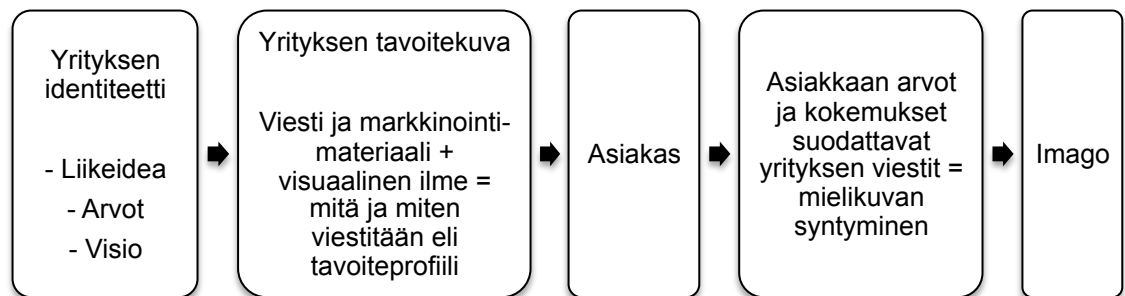 Yrityksen
identiteetti
- Liikeidea
- Arvot
- Visio
Yrityksen tavoitekuva
Viesti ja markkinointi-
materiaali +
visuaalinen ilme =
mitä ja miten
viestitään eli
tavoiteprofiili
Asiakas
Asiakkaan arvot
ja kokemukset
suodattavat
yrityksen viestit =
mielikuvan
syntyminen
Imago